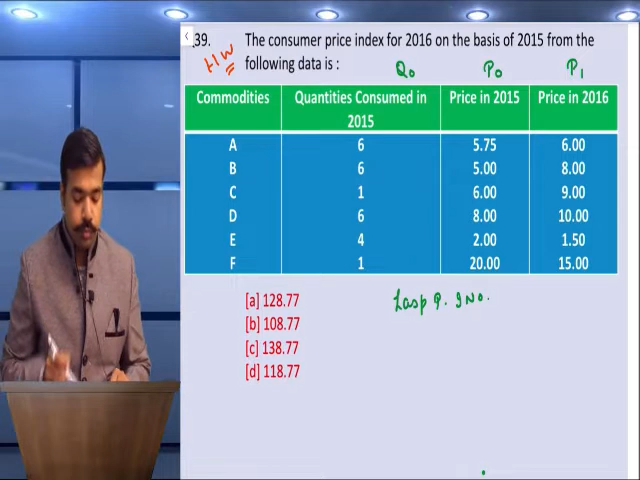 39. The consumer price index for 2016 on the basis of 2015 from the
HW following data is :
Q₀ P₀ P₁
Commodities Quantities Consumed in 2015 Price in 2015 Price in 2016
A 6 5.75 6.00
B 6 5.00 8.00
C 1 6.00 9.00
D 6 8.00 10.00
E 4 2.00 1.50
F 1 20.00 15.00
[a] 128.77
[b] 108.77
[c] 138.77
[d] 118.77
Lasp P. I No.